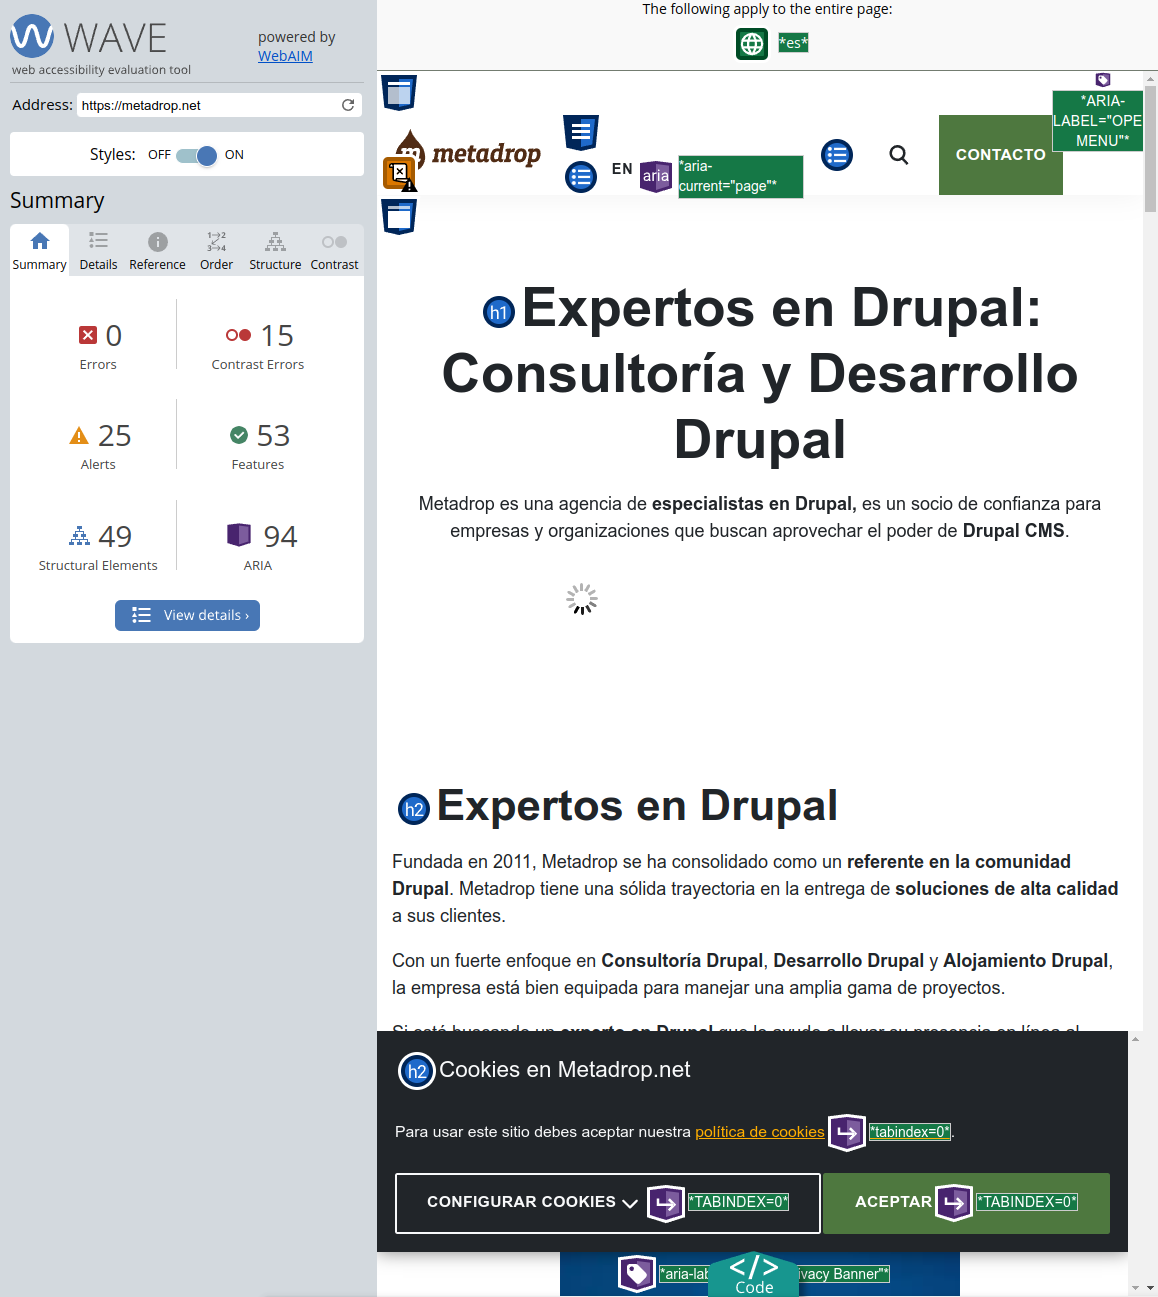 WAVE
powered by
WebAIM
web accessibility evaluation tool
Address: https://metadrop.net
Styles: OFF ON
Summary
Summary Details Reference Order Structure Contrast
0
Errors
15
Contrast Errors
25
Alerts
53
Features
49
Structural Elements
94
ARIA
View details ›
The following apply to the entire page:
*es*
*ARIA-
LABEL="OPE
MENU"*
metadrop
EN
aria
*aria-
current="page"*
CONTACTO
h1 Expertos en Drupal:
Consultoría y Desarrollo
Drupal
Metadrop es una agencia de especialistas en Drupal, es un socio de confianza para
empresas y organizaciones que buscan aprovechar el poder de Drupal CMS.
h2 Expertos en Drupal
Fundada en 2011, Metadrop se ha consolidado como un referente en la comunidad
Drupal. Metadrop tiene una sólida trayectoria en la entrega de soluciones de alta calidad
a sus clientes.
Con un fuerte enfoque en Consultoría Drupal, Desarrollo Drupal y Alojamiento Drupal,
la empresa está bien equipada para manejar una amplia gama de proyectos.
h2 Cookies en Metadrop.net
Para usar este sitio debes aceptar nuestra política de cookies *tabindex=0*.
CONFIGURAR COOKIES *TABINDEX=0*
ACEPTAR *TABINDEX=0*
*aria-lab
ivacy Banner"*
</>
Code